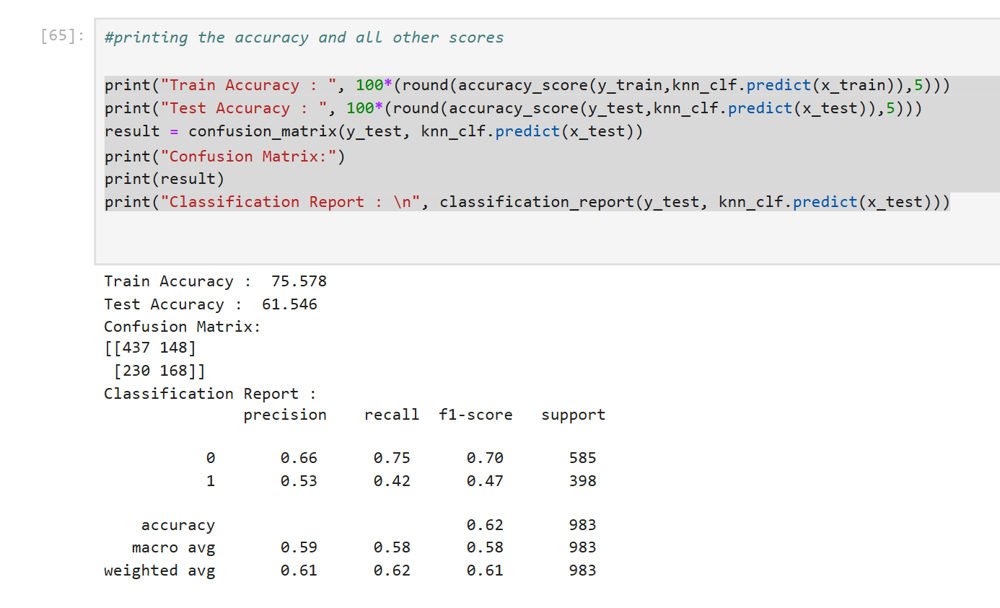 [65]: #printing the accuracy and all other scores
print("Train Accuracy : ", 100*(round(accuracy_score(y_train,knn_clf.predict(x_train)),5)))
print("Test Accuracy : ", 100*(round(accuracy_score(y_test,knn_clf.predict(x_test)),5)))
result = confusion_matrix(y_test, knn_clf.predict(x_test))
print("Confusion Matrix:")
print(result)
print("Classification Report : \n", classification_report(y_test, knn_clf.predict(x_test)))
Train Accuracy :  75.578
Test Accuracy :  61.546
Confusion Matrix:
[[437 148]
 [230 168]]
Classification Report :
               precision    recall  f1-score   support
           0       0.66      0.75      0.70       585
           1       0.53      0.42      0.47       398
    accuracy                           0.62       983
   macro avg       0.59      0.58      0.58       983
weighted avg       0.61      0.62      0.61       983